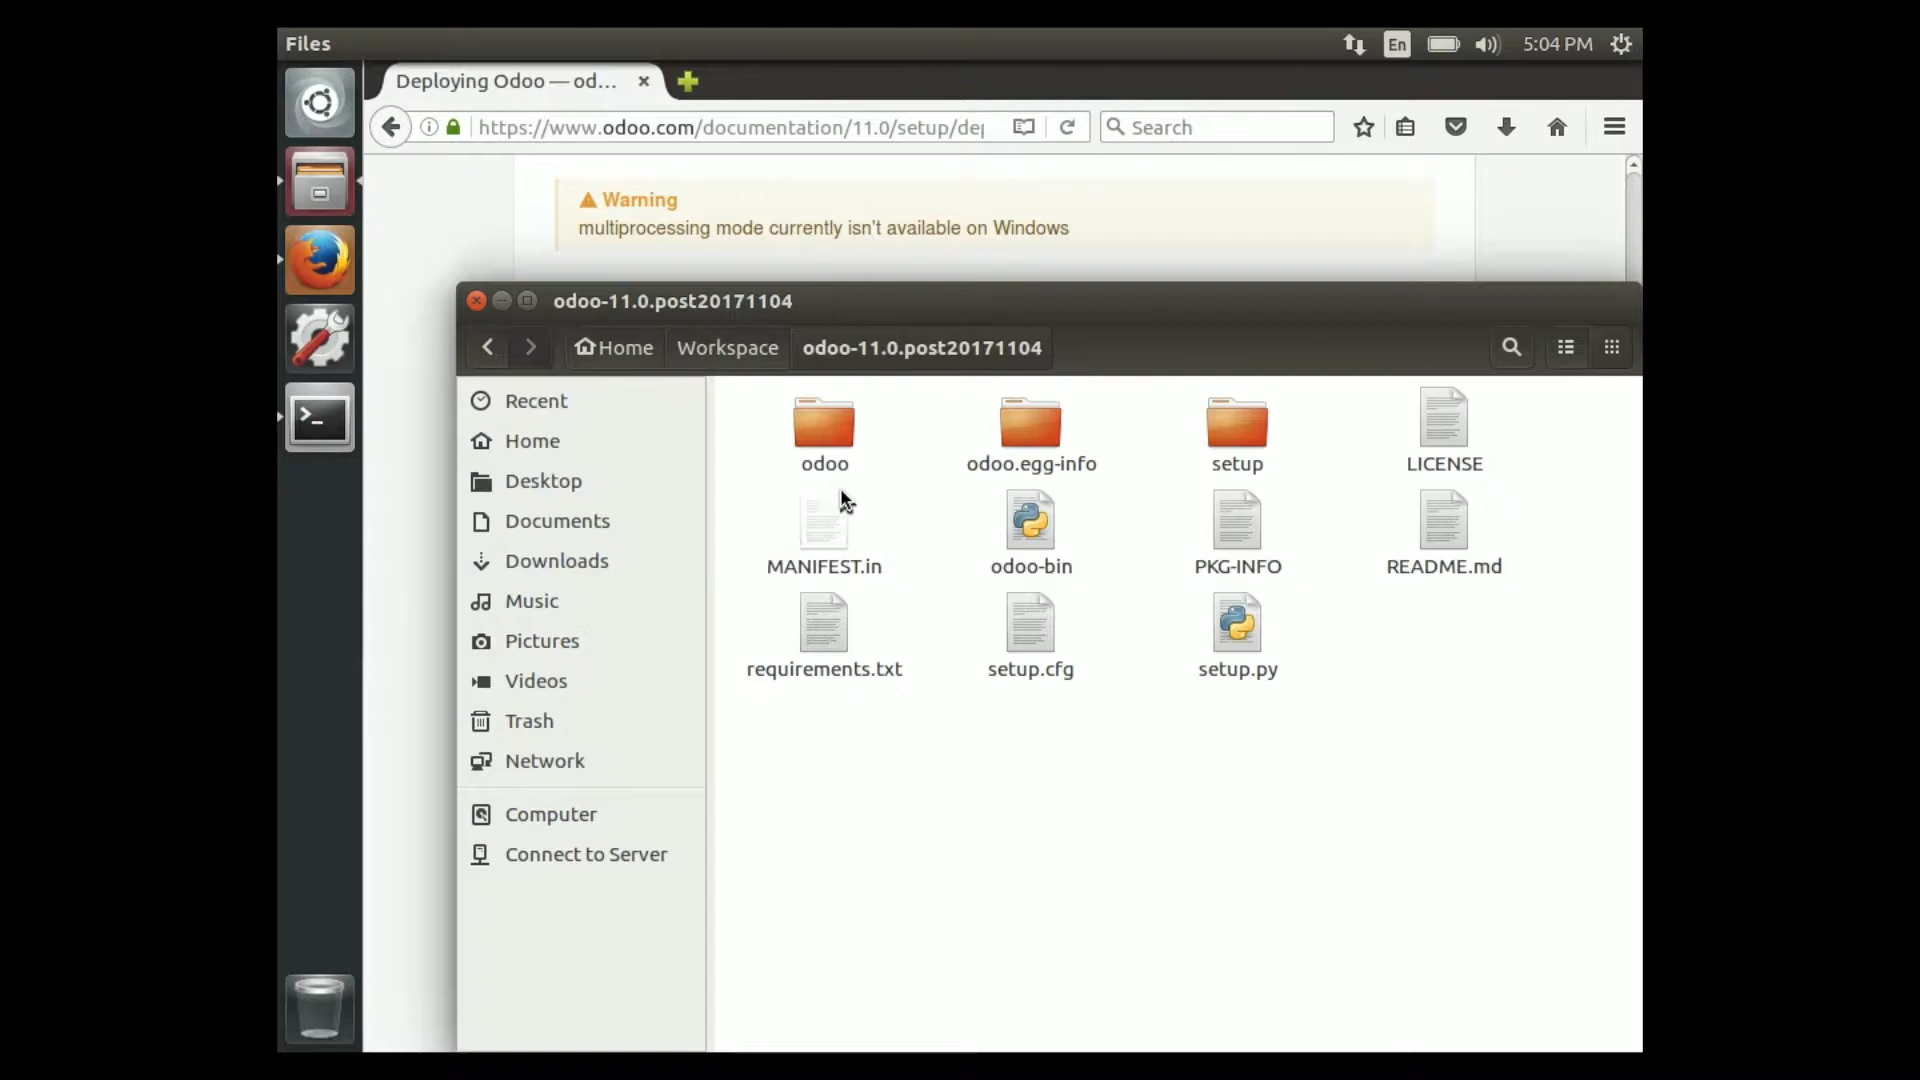 Files
En
5:04 PM
Deploying Odoo — od...
https://www.odoo.com/documentation/11.0/setup/dep
Search
Warning
multiprocessing mode currently isn't available on Windows
odoo-11.0.post20171104
Home
Workspace
odoo-11.0.post20171104
Recent
Home
Desktop
Documents
Downloads
Music
Pictures
Videos
Trash
Network
Computer
Connect to Server
odoo
odoo.egg-info
setup
LICENSE
MANIFEST.in
odoo-bin
PKG-INFO
README.md
requirements.txt
setup.cfg
setup.py